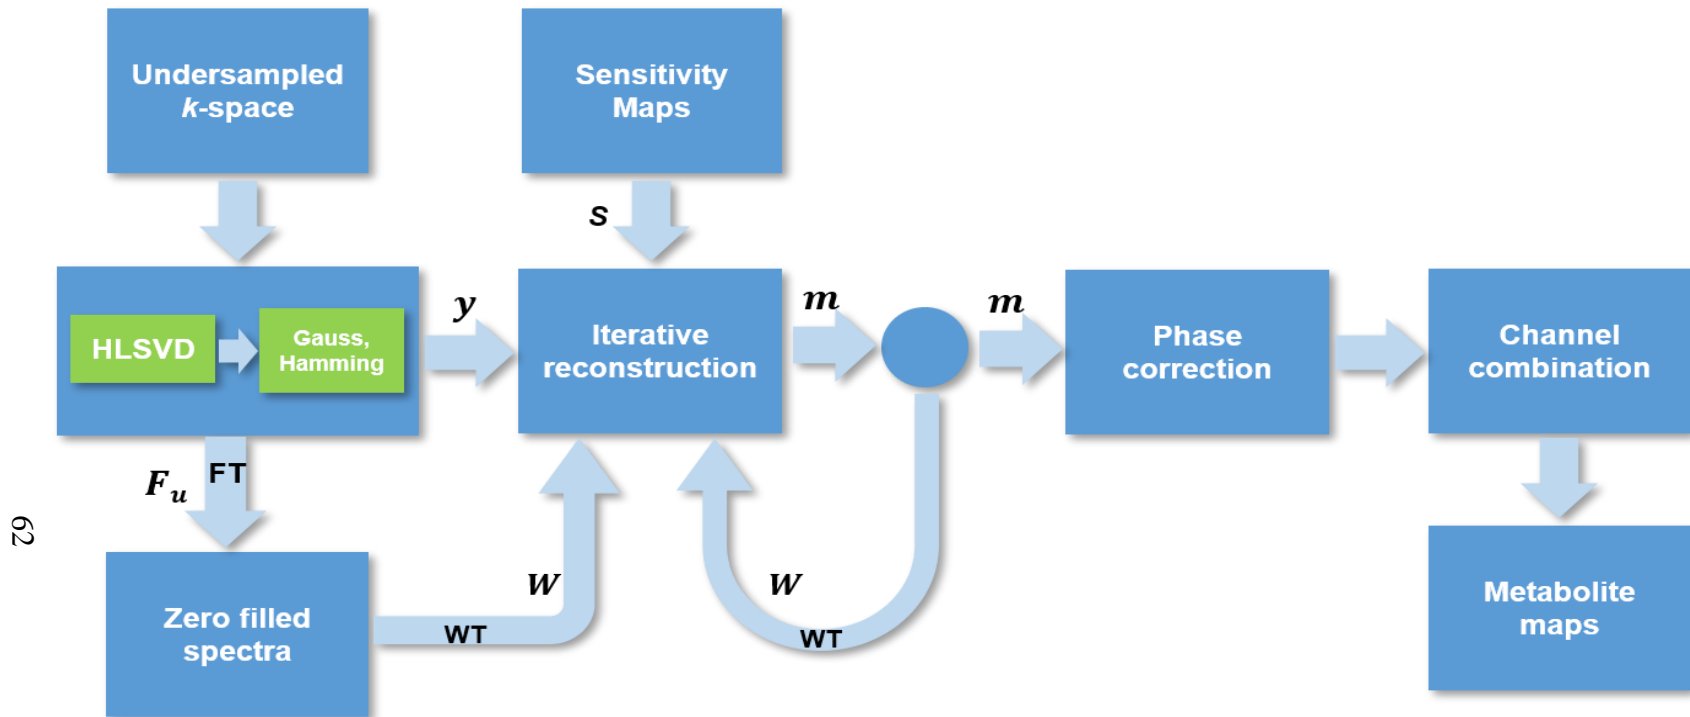 Undersampled
k-space
Sensitivity
Maps
S
HLSVD
Gauss,
Hamming
y
Iterative
reconstruction
m
m
Phase
correction
Channel
combination
F_u
FT
62
Zero filled
spectra
WT
W
W
WT
Metabolite
maps